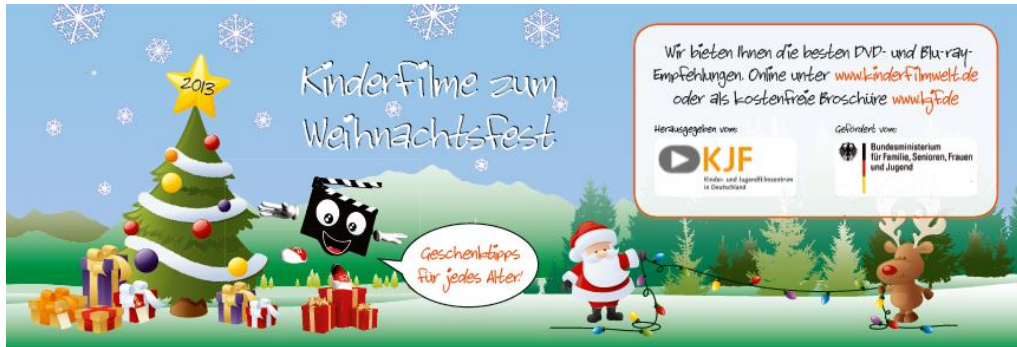 2013
Kinderfilme zum
Weihnachtsfest
Geschenktipps
für jedes Alter!
Wir bieten Ihnen die besten DVD- und Blu-ray-
Empfehlungen. Online unter www.kinderfilmwelt.de
oder als kostenfreie Broschüre www.kjf.de
Herausgegeben vom:
KJF
Kinder- und Jugendfilmzentrum
in Deutschland
Gefördert vom:
Bundesministerium
für Familie, Senioren, Frauen
und Jugend